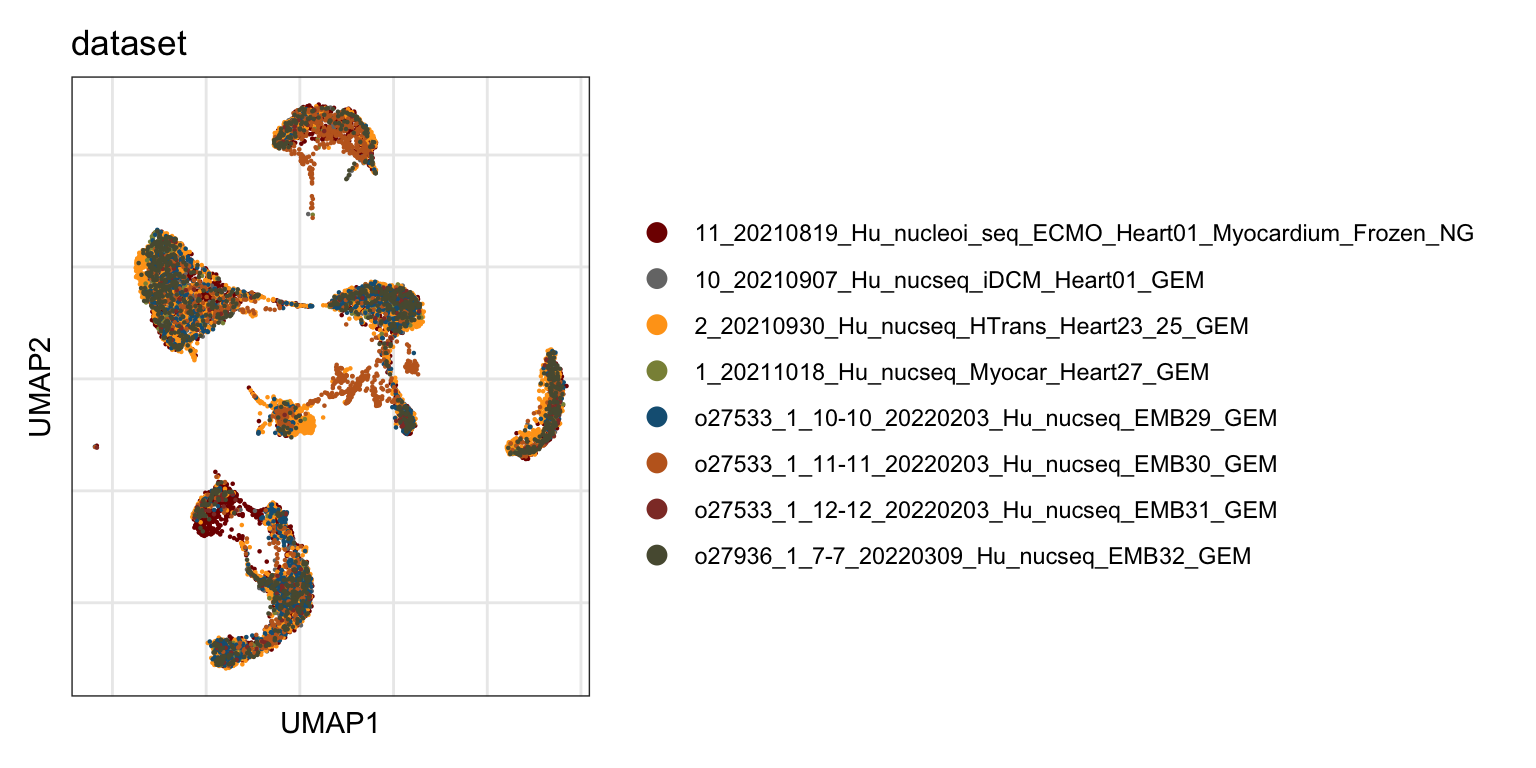 dataset
UMAP2
UMAP1
11_20210819_Hu_nucleoi_seq_ECMO_Heart01_Myocardium_Frozen_NG
10_20210907_Hu_nucseq_iDCM_Heart01_GEM
2_20210930_Hu_nucseq_HTrans_Heart23_25_GEM
1_20211018_Hu_nucseq_Myocar_Heart27_GEM
o27533_1_10-10_20220203_Hu_nucseq_EMB29_GEM
o27533_1_11-11_20220203_Hu_nucseq_EMB30_GEM
o27533_1_12-12_20220203_Hu_nucseq_EMB31_GEM
o27936_1_7-7_20220309_Hu_nucseq_EMB32_GEM